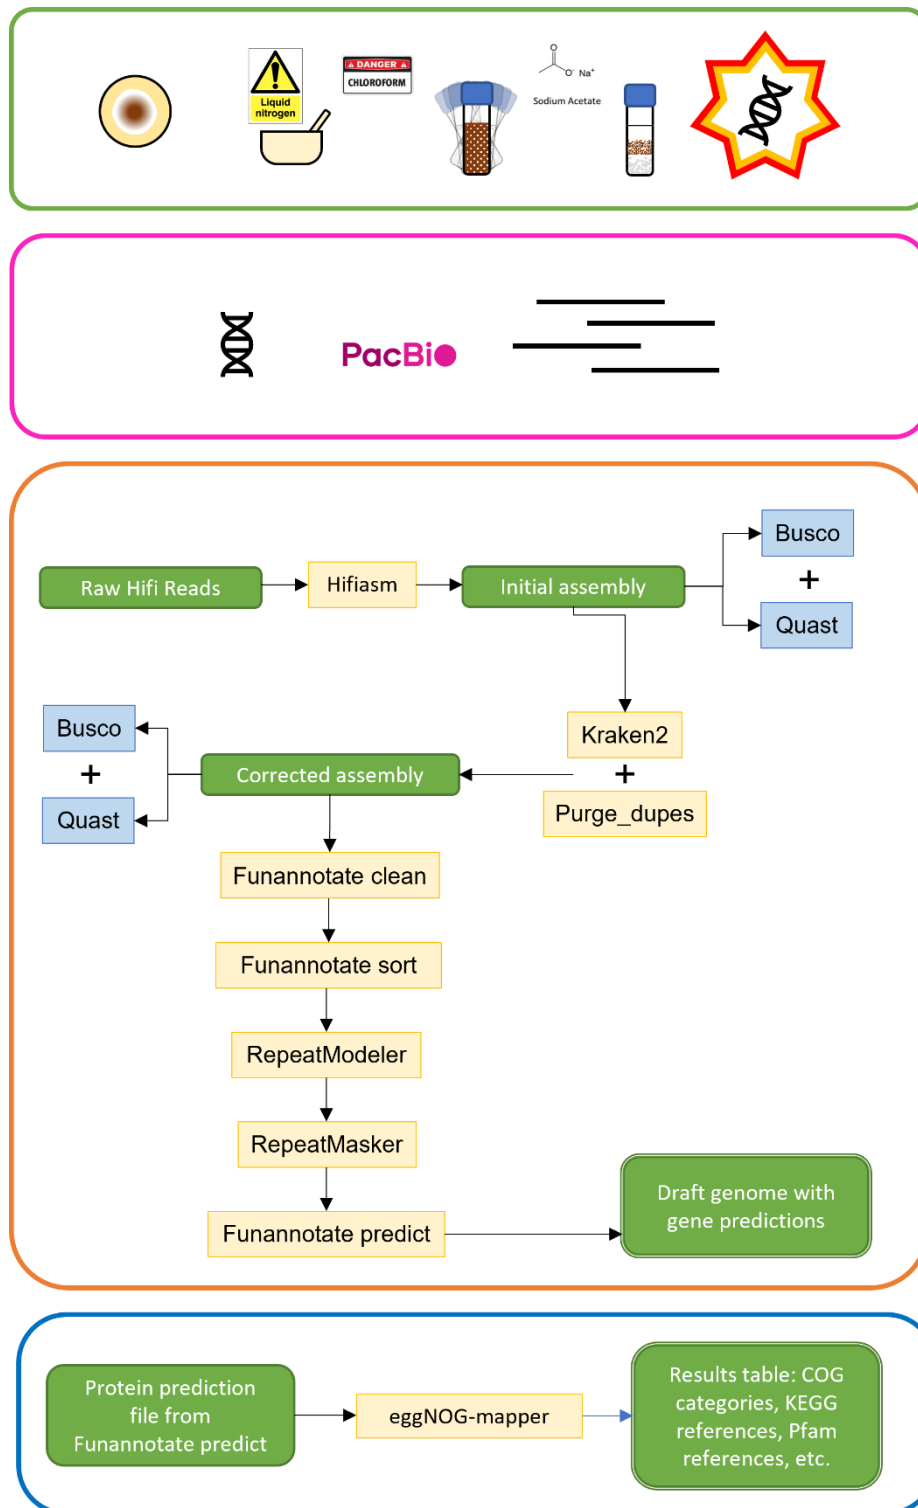 DANGER
CHLOROFORM
Liquid
nitrogen
O
O⁻ Na⁺
Sodium Acetate
PacBio
Raw Hifi Reads
Hifiasm
Initial assembly
Busco
+
Quast
Kraken2
+
Purge_dupes
Corrected assembly
Busco
+
Quast
Funannotate clean
Funannotate sort
RepeatModeler
RepeatMasker
Funannotate predict
Draft genome with
gene predictions
Protein prediction
file from
Funannotate predict
eggNOG-mapper
Results table: COG
categories, KEGG
references, Pfam
references, etc.